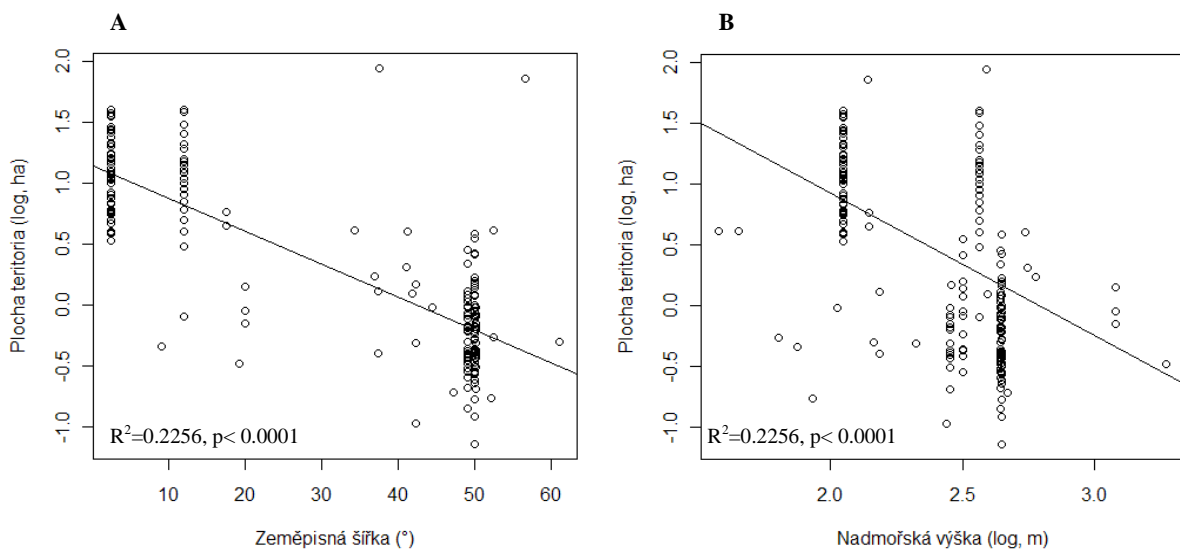 A
Plocha teritoria (log, ha)
2.0
1.5
1.0
0.5
0.0
-0.5
-1.0
R²=0.2256, p< 0.0001
10 20 30 40 50 60
Zeměpisná šířka (°)
B
Plocha teritoria (log, ha)
2.0
1.5
1.0
0.5
0.0
-0.5
-1.0
R²=0.2256, p< 0.0001
2.0 2.5 3.0
Nadmořská výška (log, m)